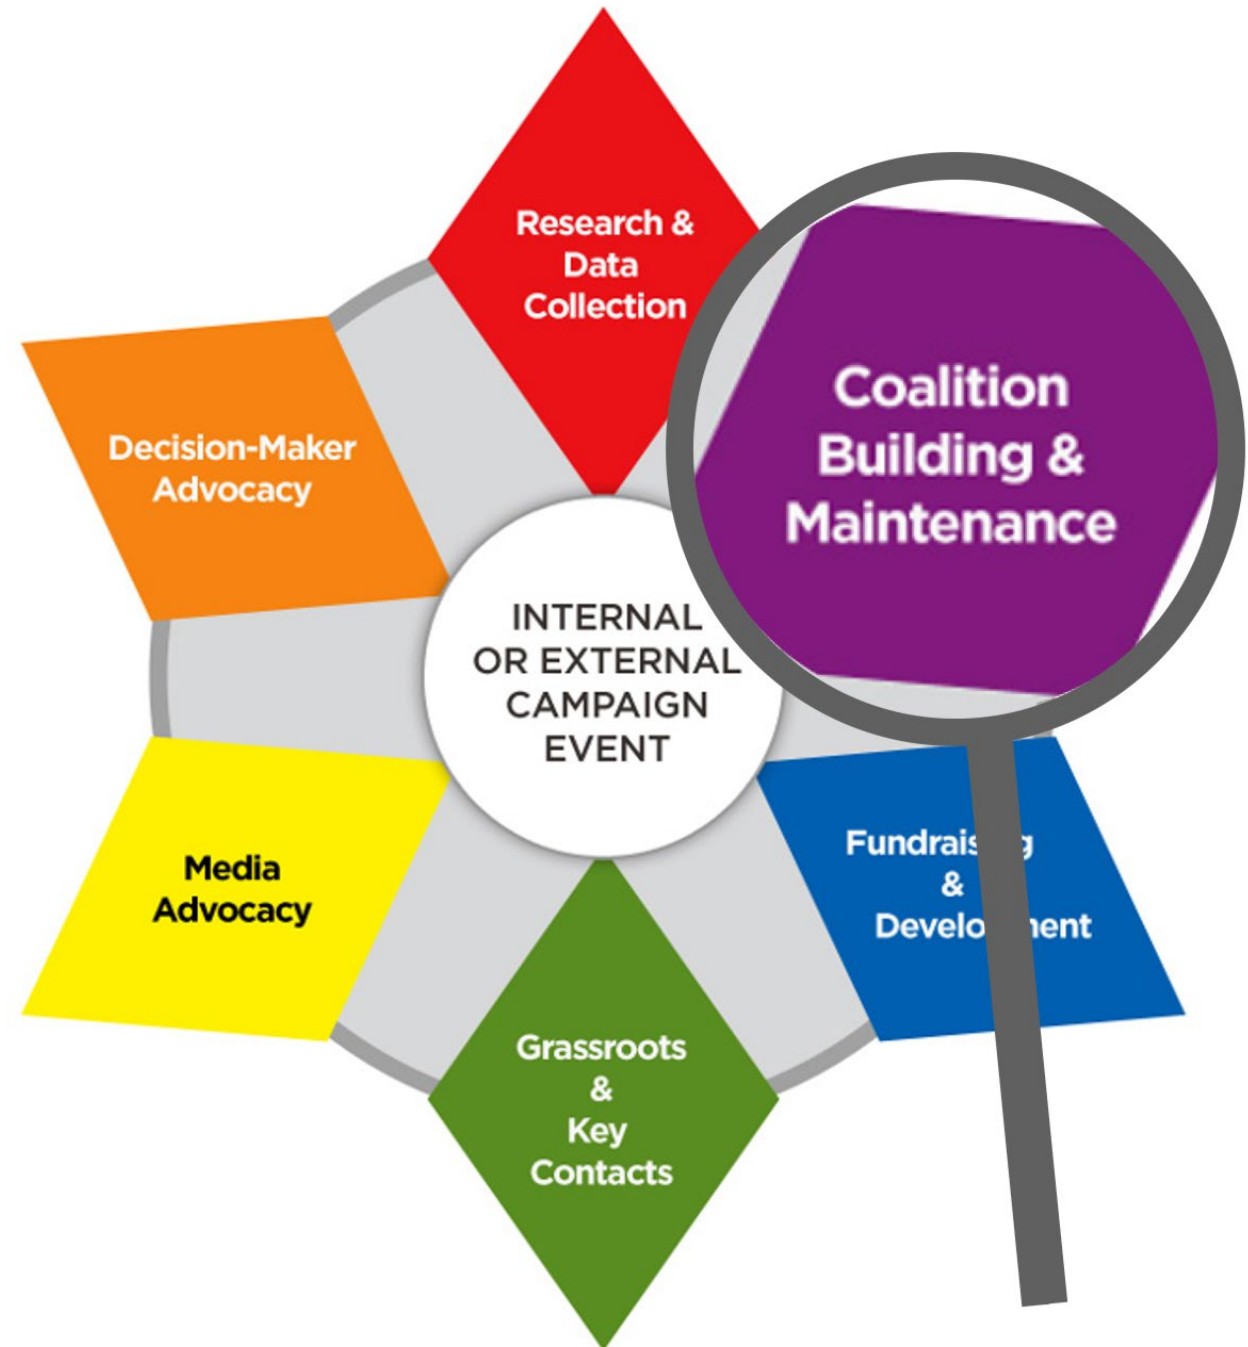 Research &
Data
Collection
Coalition
Building &
Maintenance
Decision-Maker
Advocacy
INTERNAL
OR EXTERNAL
CAMPAIGN
EVENT
Media
Advocacy
&
Grassroots
&
Key
Contacts